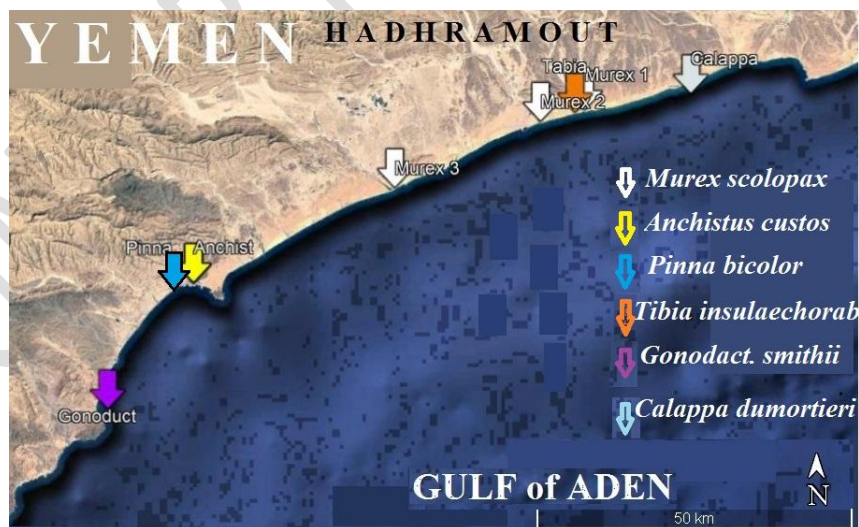 YEMEN HADHRAMOUT
Calappa
Tabia
Murex 1
Murex 2
Murex 3
Pinna Anchist
Gonoduct
Murex scolopax
Anchistus custos
Pinna bicolor
Tibia insulaechorab
Gonodact. smithii
Calappa dumortieri
GULF of ADEN
N
50 km